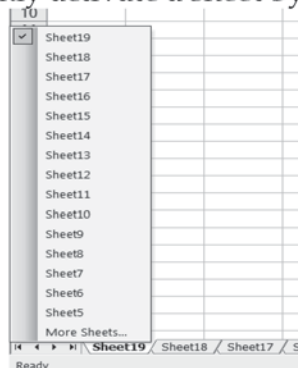 10
Sheet19
Sheet18
Sheet17
Sheet16
Sheet15
Sheet14
Sheet13
Sheet12
Sheet11
Sheet10
Sheet9
Sheet8
Sheet7
Sheet6
Sheet5
More Sheets...
Sheet19 Sheet18 Sheet17 S
Ready